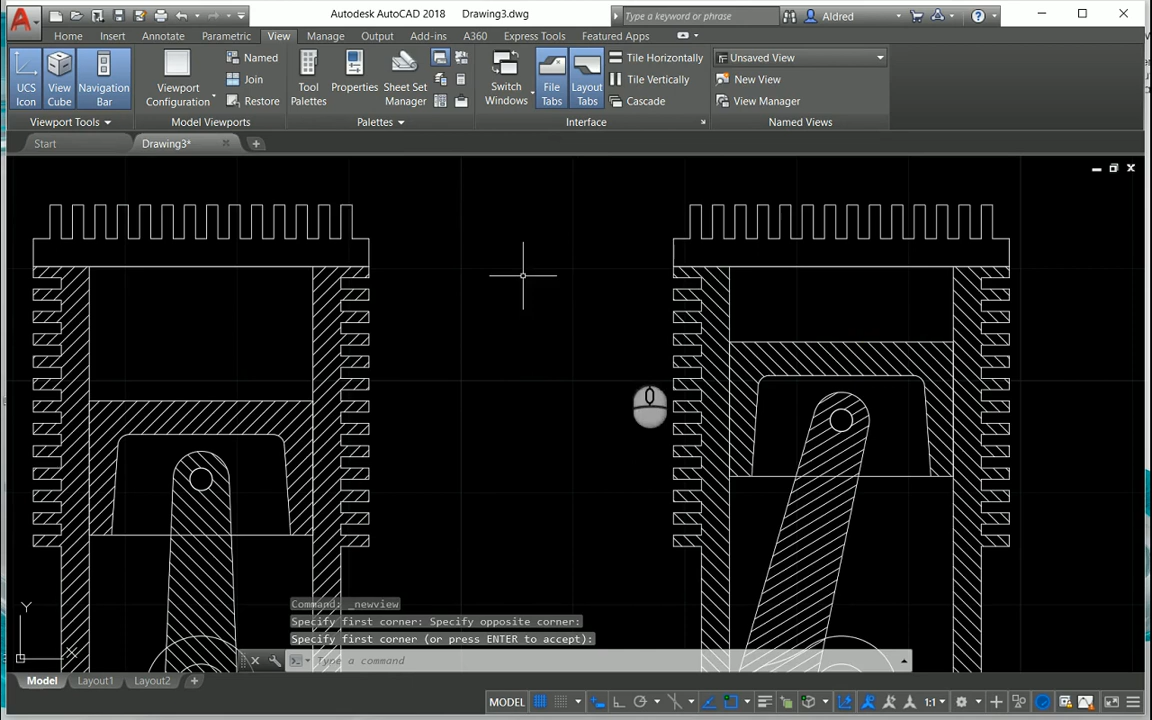 Autodesk AutoCAD 2018 Drawing3.dwg
Type a keyword or phrase
Aldred
Home Insert Annotate Parametric View Manage Output Add-ins A360 Express Tools Featured Apps
UCS Icon
View Cube
Navigation Bar
Viewport Configuration
Named
Join
Restore
Tool Palettes
Properties
Sheet Set Manager
Switch Windows
File Tabs
Layout Tabs
Tile Horizontally
Tile Vertically
Cascade
Unsaved View
New View
View Manager
Viewport Tools Model Viewports Palettes Interface Named Views
Start Drawing3*
Y
X
Command: _newview
Specify first corner: Specify opposite corner:
Specify first corner (or press ENTER to accept):
Type a command
Model Layout1 Layout2
MODEL 1:1